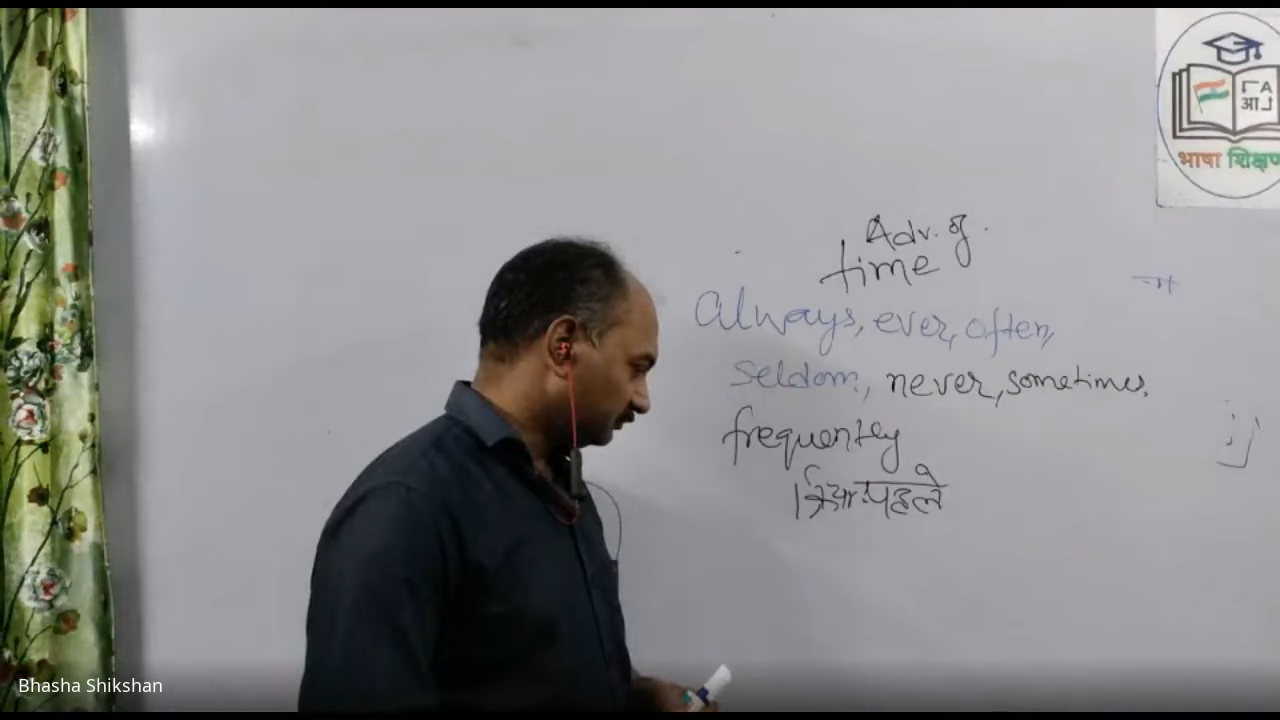 Adv. of
time
always, ever, often,
seldom, never, sometimes,
frequently
क्रिया पहले
A
आ
भाषा शिक्षण
Bhasha Shikshan